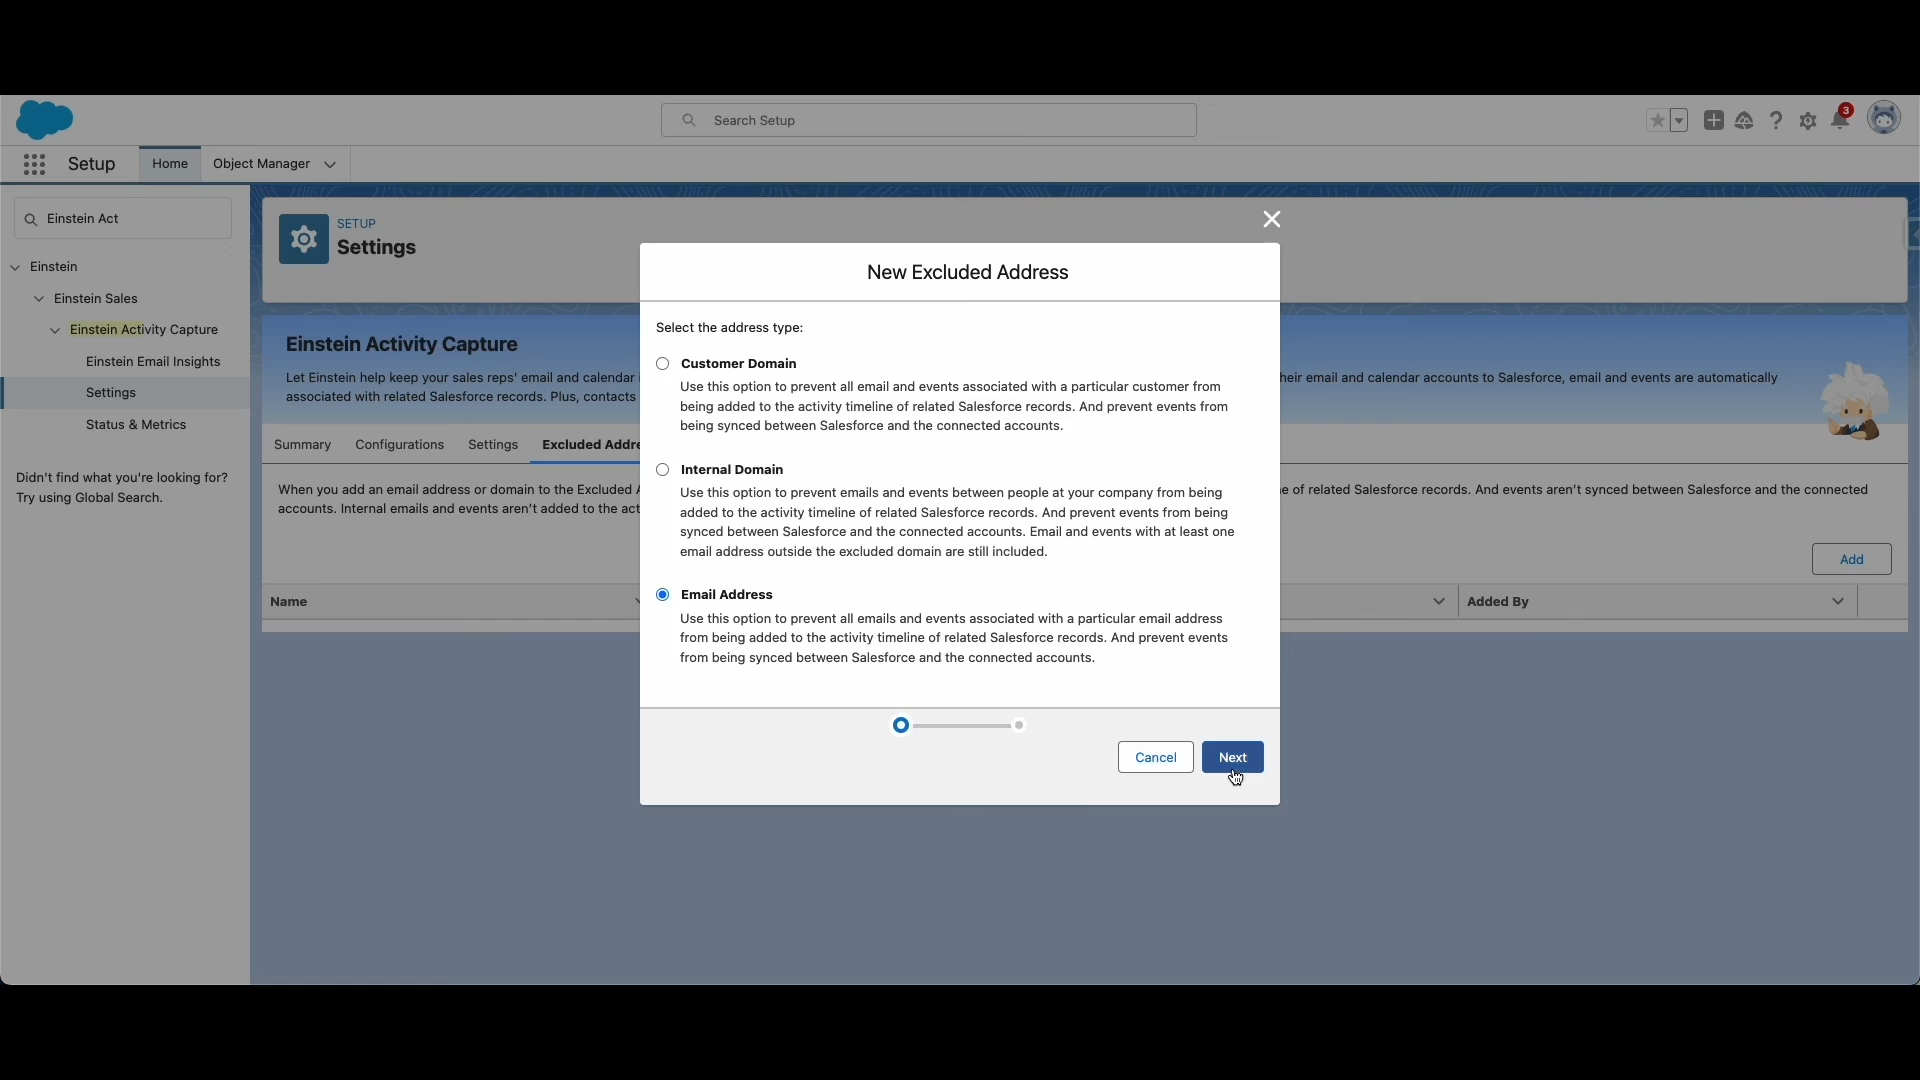 Search Setup
3
Setup
Home
Object Manager
Einstein Act
Einstein
Einstein Sales
Einstein Activity Capture
Einstein Email Insights
Settings
Status & Metrics
Didn't find what you're looking for?
Try using Global Search.
SETUP
Settings
Einstein Activity Capture
Let Einstein help keep your sales reps' email and calendar
heir email and calendar accounts to Salesforce, email and events are automatically
associated with related Salesforce records. Plus, contacts
Summary
Configurations
Settings
Excluded Addre
When you add an email address or domain to the Excluded A
e of related Salesforce records. And events aren't synced between Salesforce and the connected
accounts. Internal emails and events aren't added to the act
Add
Name
Added By
New Excluded Address
Select the address type:
Customer Domain
Use this option to prevent all email and events associated with a particular customer from
being added to the activity timeline of related Salesforce records. And prevent events from
being synced between Salesforce and the connected accounts.
Internal Domain
Use this option to prevent emails and events between people at your company from being
added to the activity timeline of related Salesforce records. And prevent events from being
synced between Salesforce and the connected accounts. Email and events with at least one
email address outside the excluded domain are still included.
Email Address
Use this option to prevent all emails and events associated with a particular email address
from being added to the activity timeline of related Salesforce records. And prevent events
from being synced between Salesforce and the connected accounts.
Cancel
Next